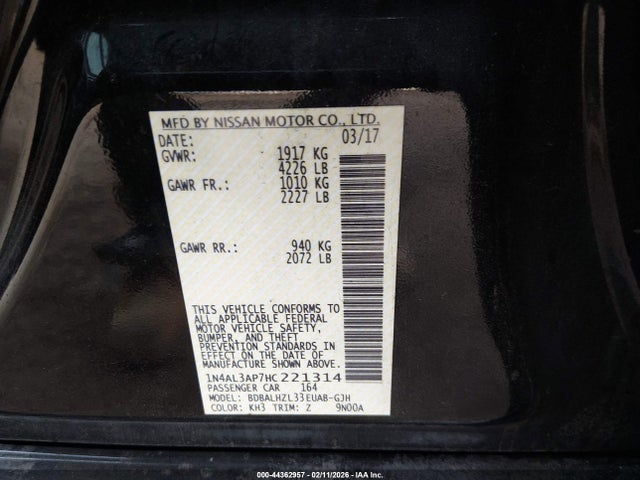 MFD BY NISSAN MOTOR CO., LTD.
DATE: 03/17
GVWR: 1917 KG
4226 LB
GAWR FR.: 1010 KG
2227 LB
GAWR RR.: 940 KG
2072 LB
THIS VEHICLE CONFORMS TO
ALL APPLICABLE FEDERAL
MOTOR VEHICLE SAFETY,
BUMPER, AND THEFT
PREVENTION STANDARDS
IN EFFECT ON THE DATE OF
MANUFACTURE SHOWN ABOVE.
1N4AL3AP7HC221314
PASSENGER CAR 164
MODEL: BDBALHZL33EUAB-GJH
COLOR: KH3 TRIM: Z 9N00A
000-44362957 - 02/11/2026 - IAA Inc.